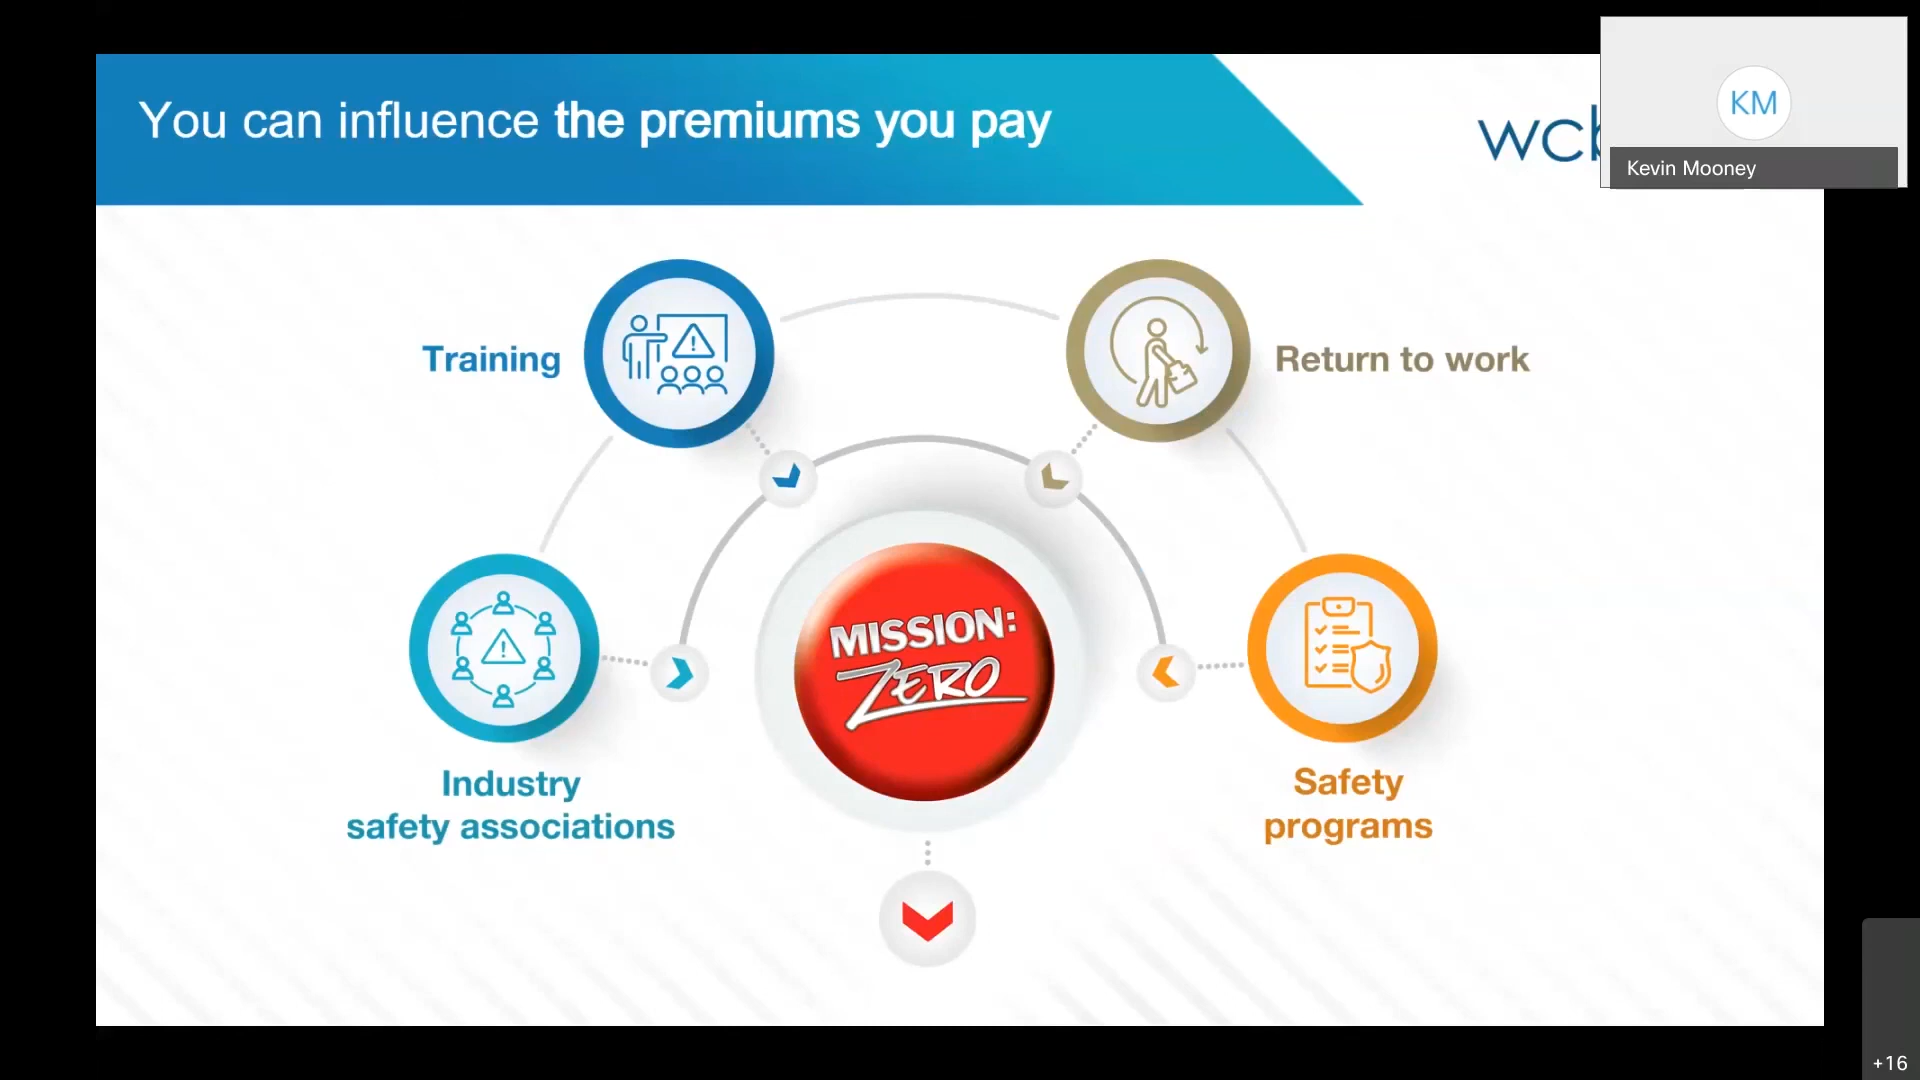 You can influence the premiums you pay
wcb
KM
Kevin Mooney
Training
Return to work
MISSION:
ZERO
Industry
safety associations
Safety
programs
+16